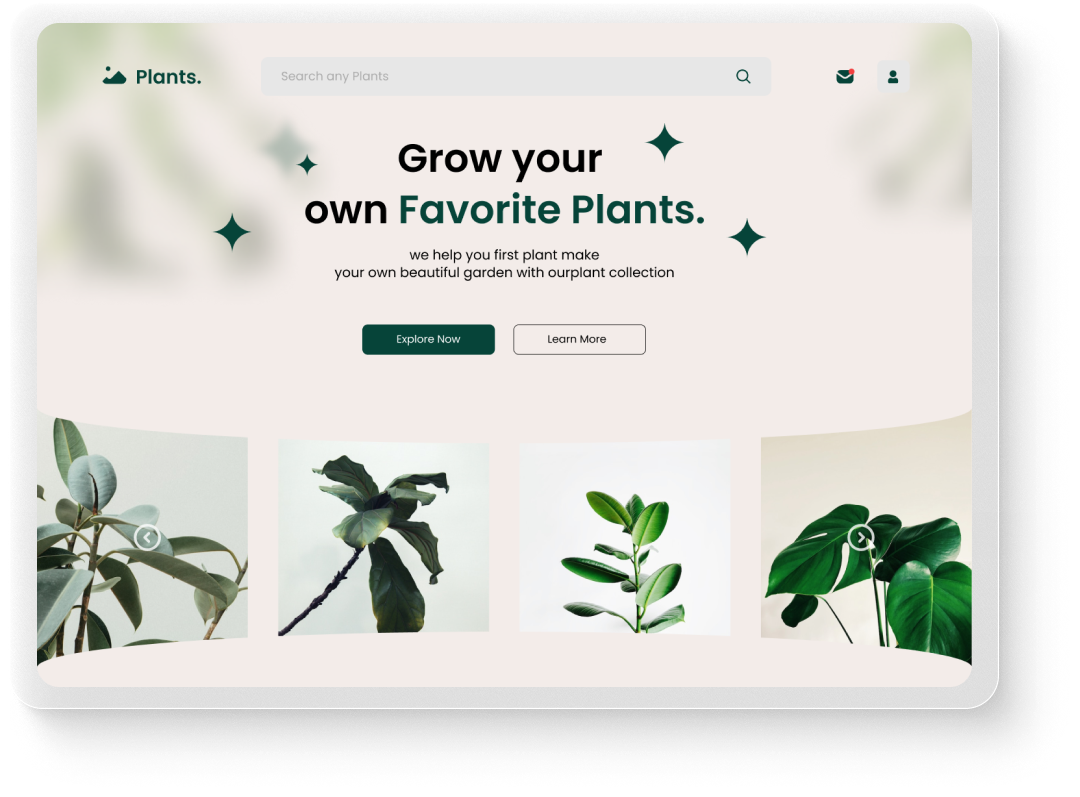 Plants.
Search any Plants
Grow your
own Favorite Plants.
we help you first plant make
your own beautiful garden with ourplant collection
Explore Now
Learn More